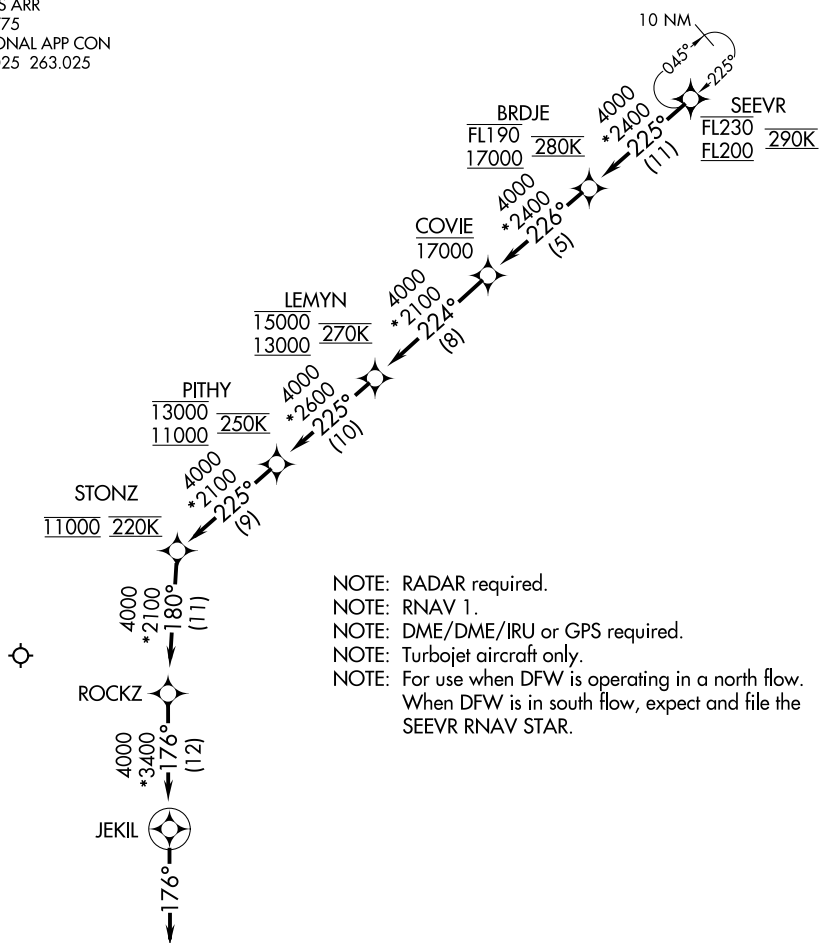 S ARR
75
ONAL APP CON
25 263.025
10 NM
045°
225°
SEEVR
FL230
FL200
290K
4000
*2400
225°
(11)
BRDJE
FL190
17000
280K
4000
*2400
226°
(5)
COVIE
17000
4000
*2100
224°
(8)
LEMYN
15000
13000
270K
4000
*2600
225°
(10)
PITHY
13000
11000
250K
4000
*2100
225°
(9)
STONZ
11000 220K
4000
*2100
180°
(11)
ROCKZ
4000
*3400
176°
(12)
JEKIL
176°
NOTE: RADAR required.
NOTE: RNAV 1.
NOTE: DME/DME/IRU or GPS required.
NOTE: Turbojet aircraft only.
NOTE: For use when DFW is operating in a north flow.
When DFW is in south flow, expect and file the
SEEVR RNAV STAR.